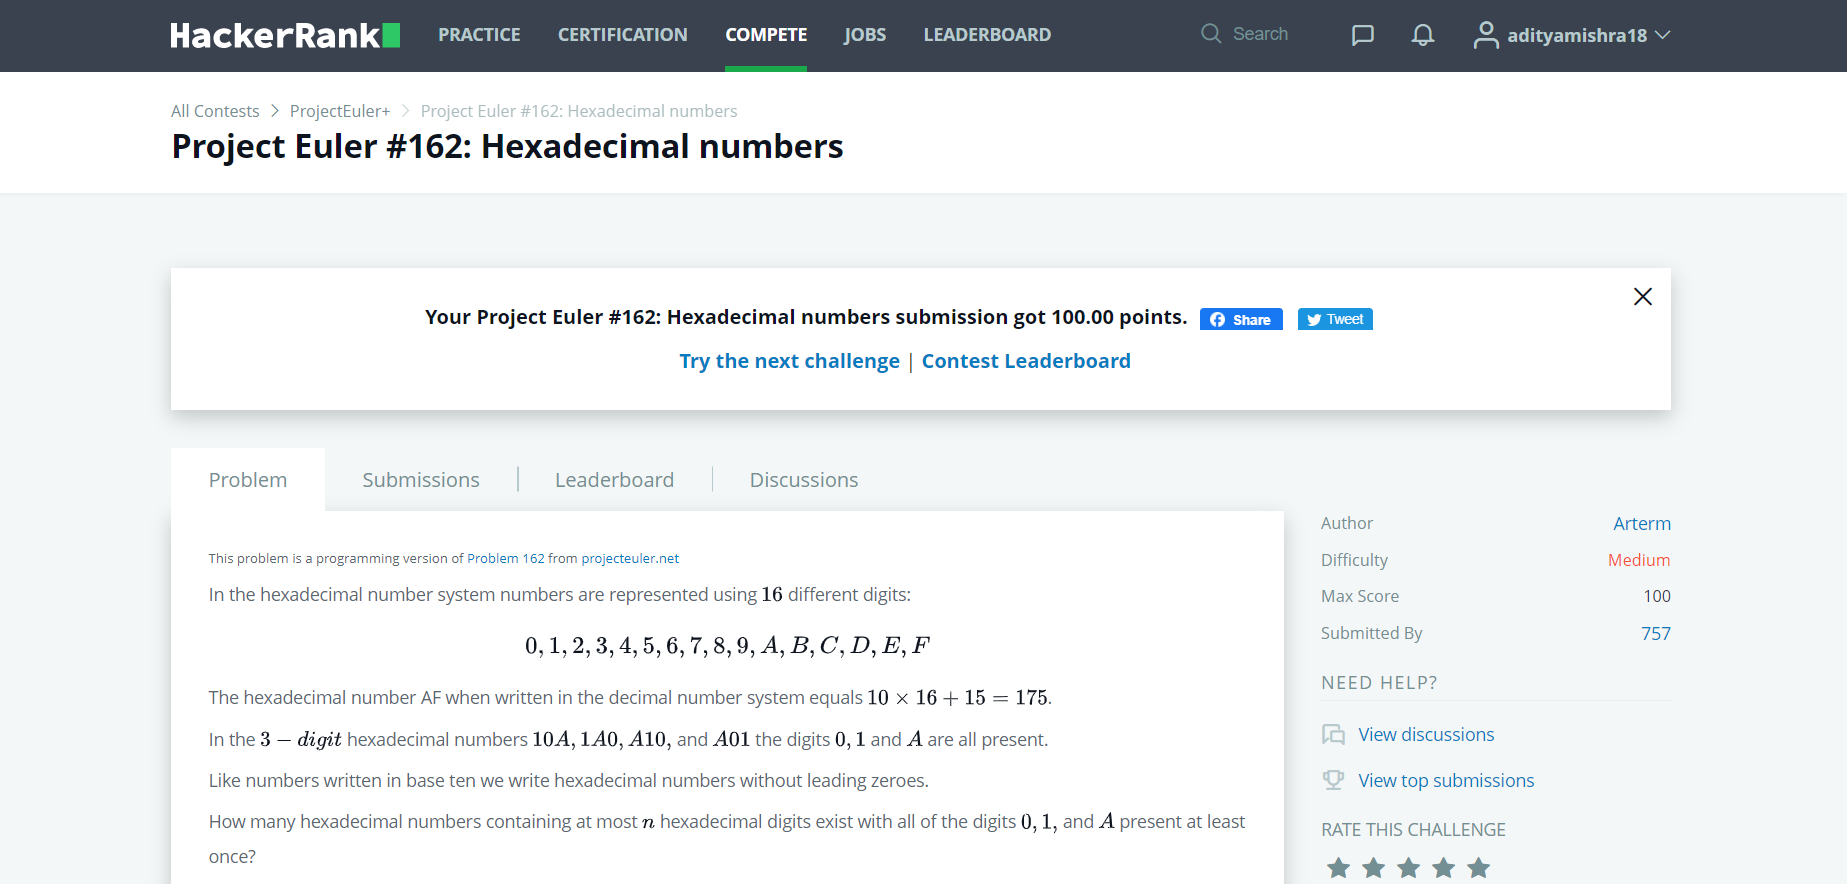 HackerRank PRACTICE CERTIFICATION COMPETE JOBS LEADERBOARD Search adityamishra18
All Contests > ProjectEuler+ > Project Euler #162: Hexadecimal numbers
Project Euler #162: Hexadecimal numbers
Your Project Euler #162: Hexadecimal numbers submission got 100.00 points. Share Tweet
Try the next challenge | Contest Leaderboard
Problem Submissions Leaderboard Discussions
This problem is a programming version of Problem 162 from projecteuler.net
In the hexadecimal number system numbers are represented using 16 different digits:
0, 1, 2, 3, 4, 5, 6, 7, 8, 9, A, B, C, D, E, F
The hexadecimal number AF when written in the decimal number system equals 10 × 16 + 15 = 175.
In the 3 − digit hexadecimal numbers 10A, 1A0, A10, and A01 the digits 0, 1 and A are all present.
Like numbers written in base ten we write hexadecimal numbers without leading zeroes.
How many hexadecimal numbers containing at most n hexadecimal digits exist with all of the digits 0, 1, and A present at least
once?
Author Arterm
Difficulty Medium
Max Score 100
Submitted By 757
NEED HELP?
View discussions
View top submissions
RATE THIS CHALLENGE